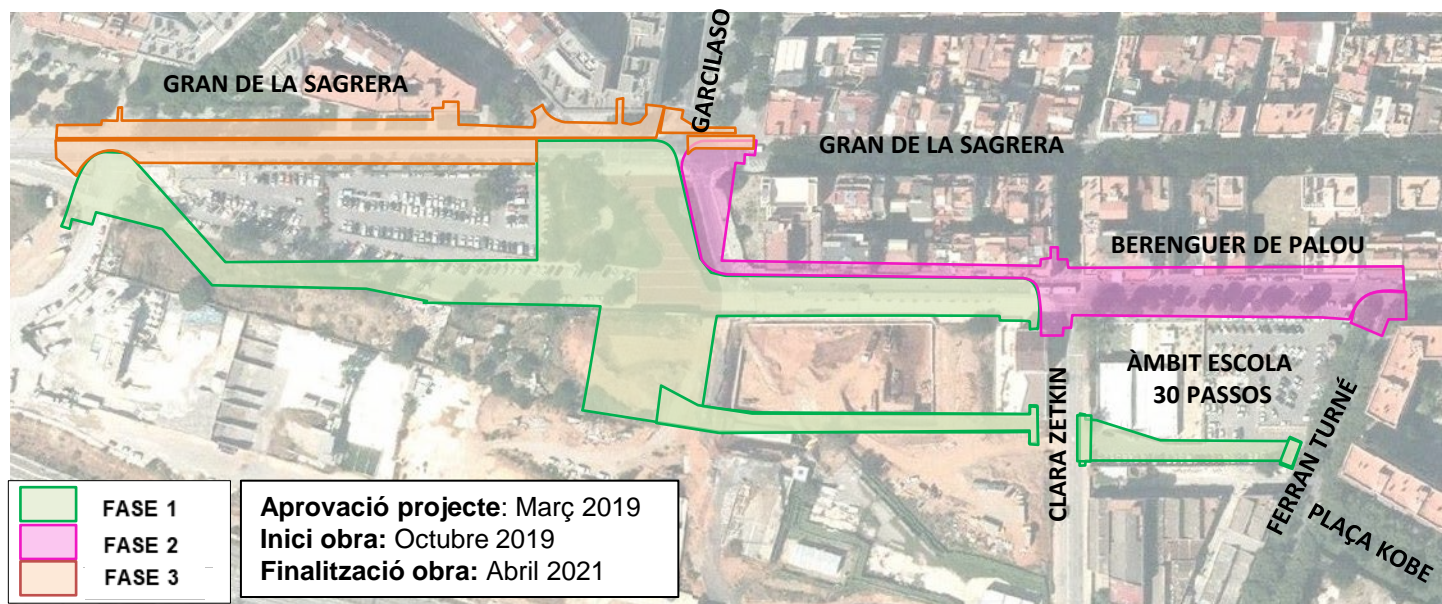 GRAN DE LA SAGRERA
GARCILASO
GRAN DE LA SAGRERA
BERENGUER DE PALOU
ÀMBIT ESCOLA
30 PASSOS
CLARA ZETKIN
FERRAN TURNÉ
PLAÇA KOBE
FASE 1
FASE 2
FASE 3
Aprovació projecte: Març 2019
Inici obra: Octubre 2019
Finalització obra: Abril 2021